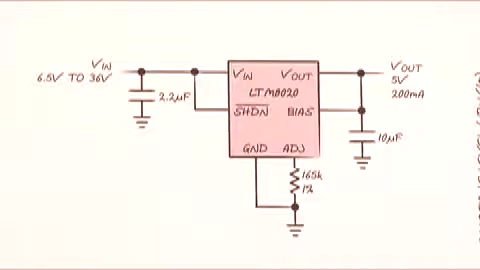 VIN
6.5V TO 36V
2.2µF
VIN
VOUT
LTM8020
SHDN
BIAS
GND
ADJ
165k
1%
VOUT
5V
200mA
10µF